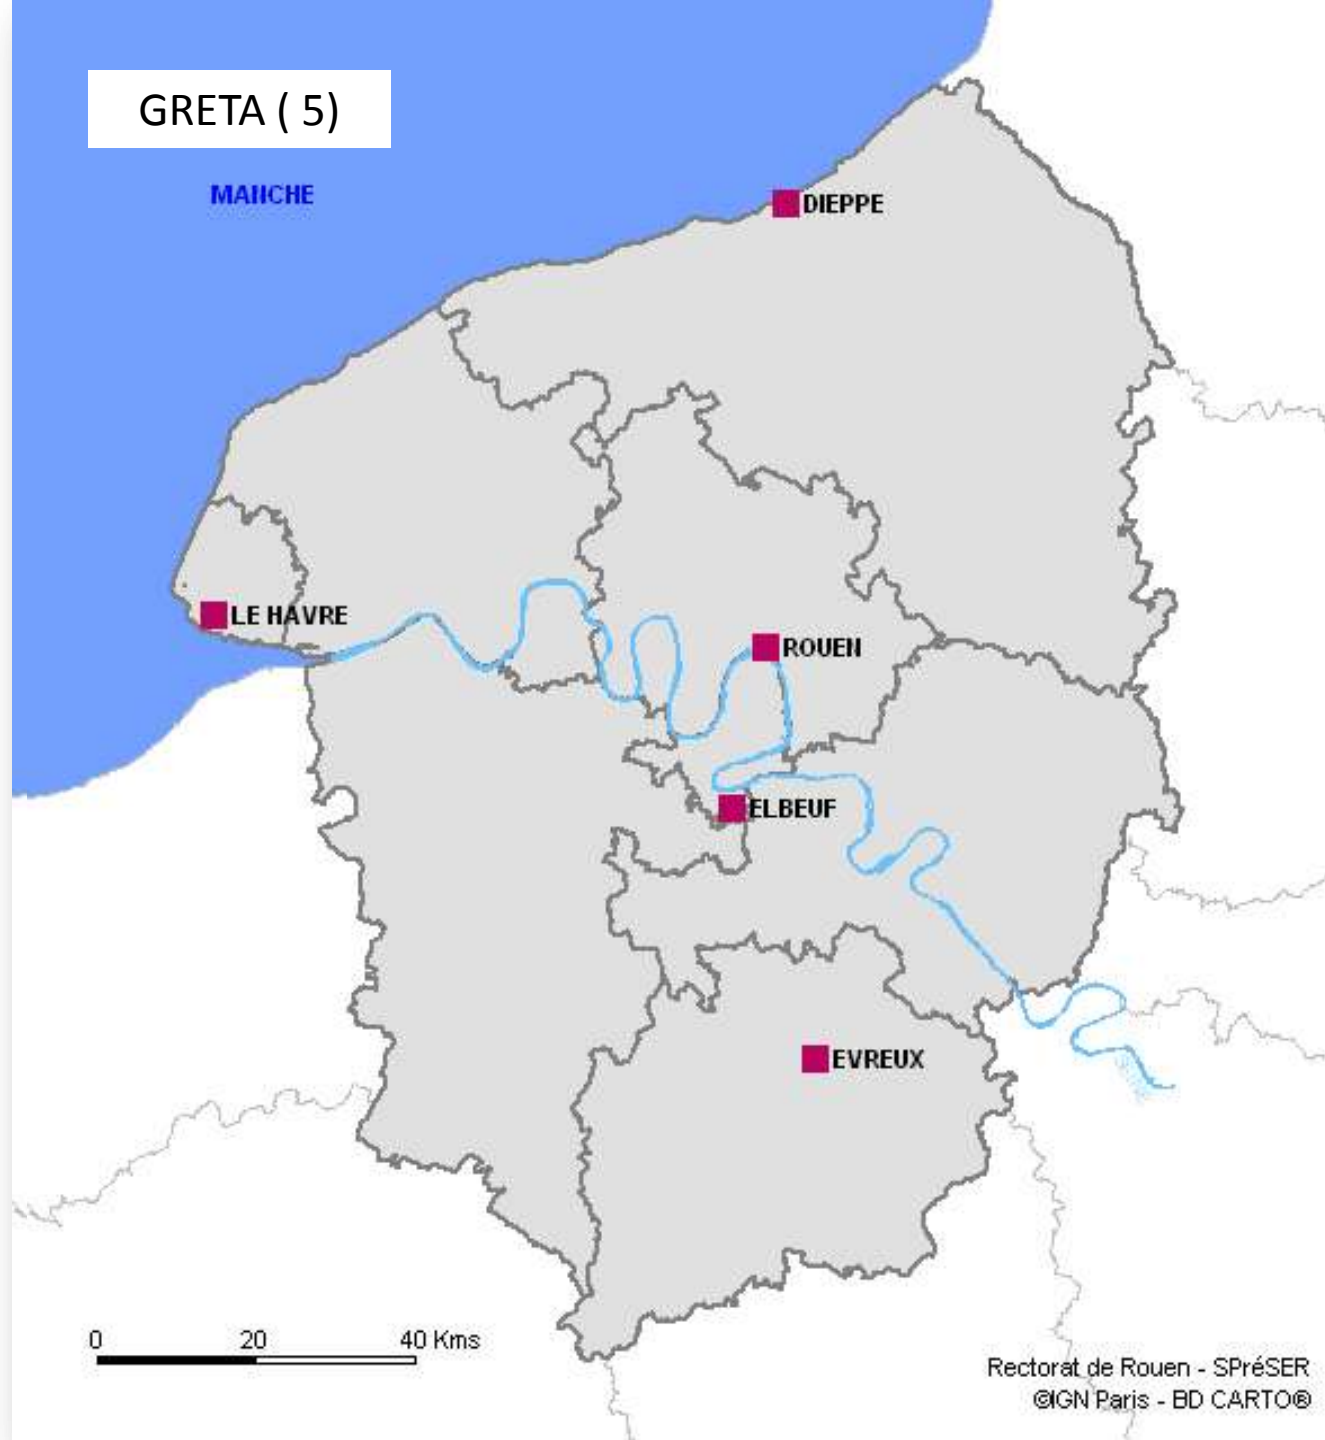 GRETA ( 5)
MANCHE
DIEPPE
LE HAVRE
ROUEN
ELBEUF
EVREUX
0 20 40 Kms
Rectorat de Rouen - SPréSER
©IGN Paris - BD CARTO®